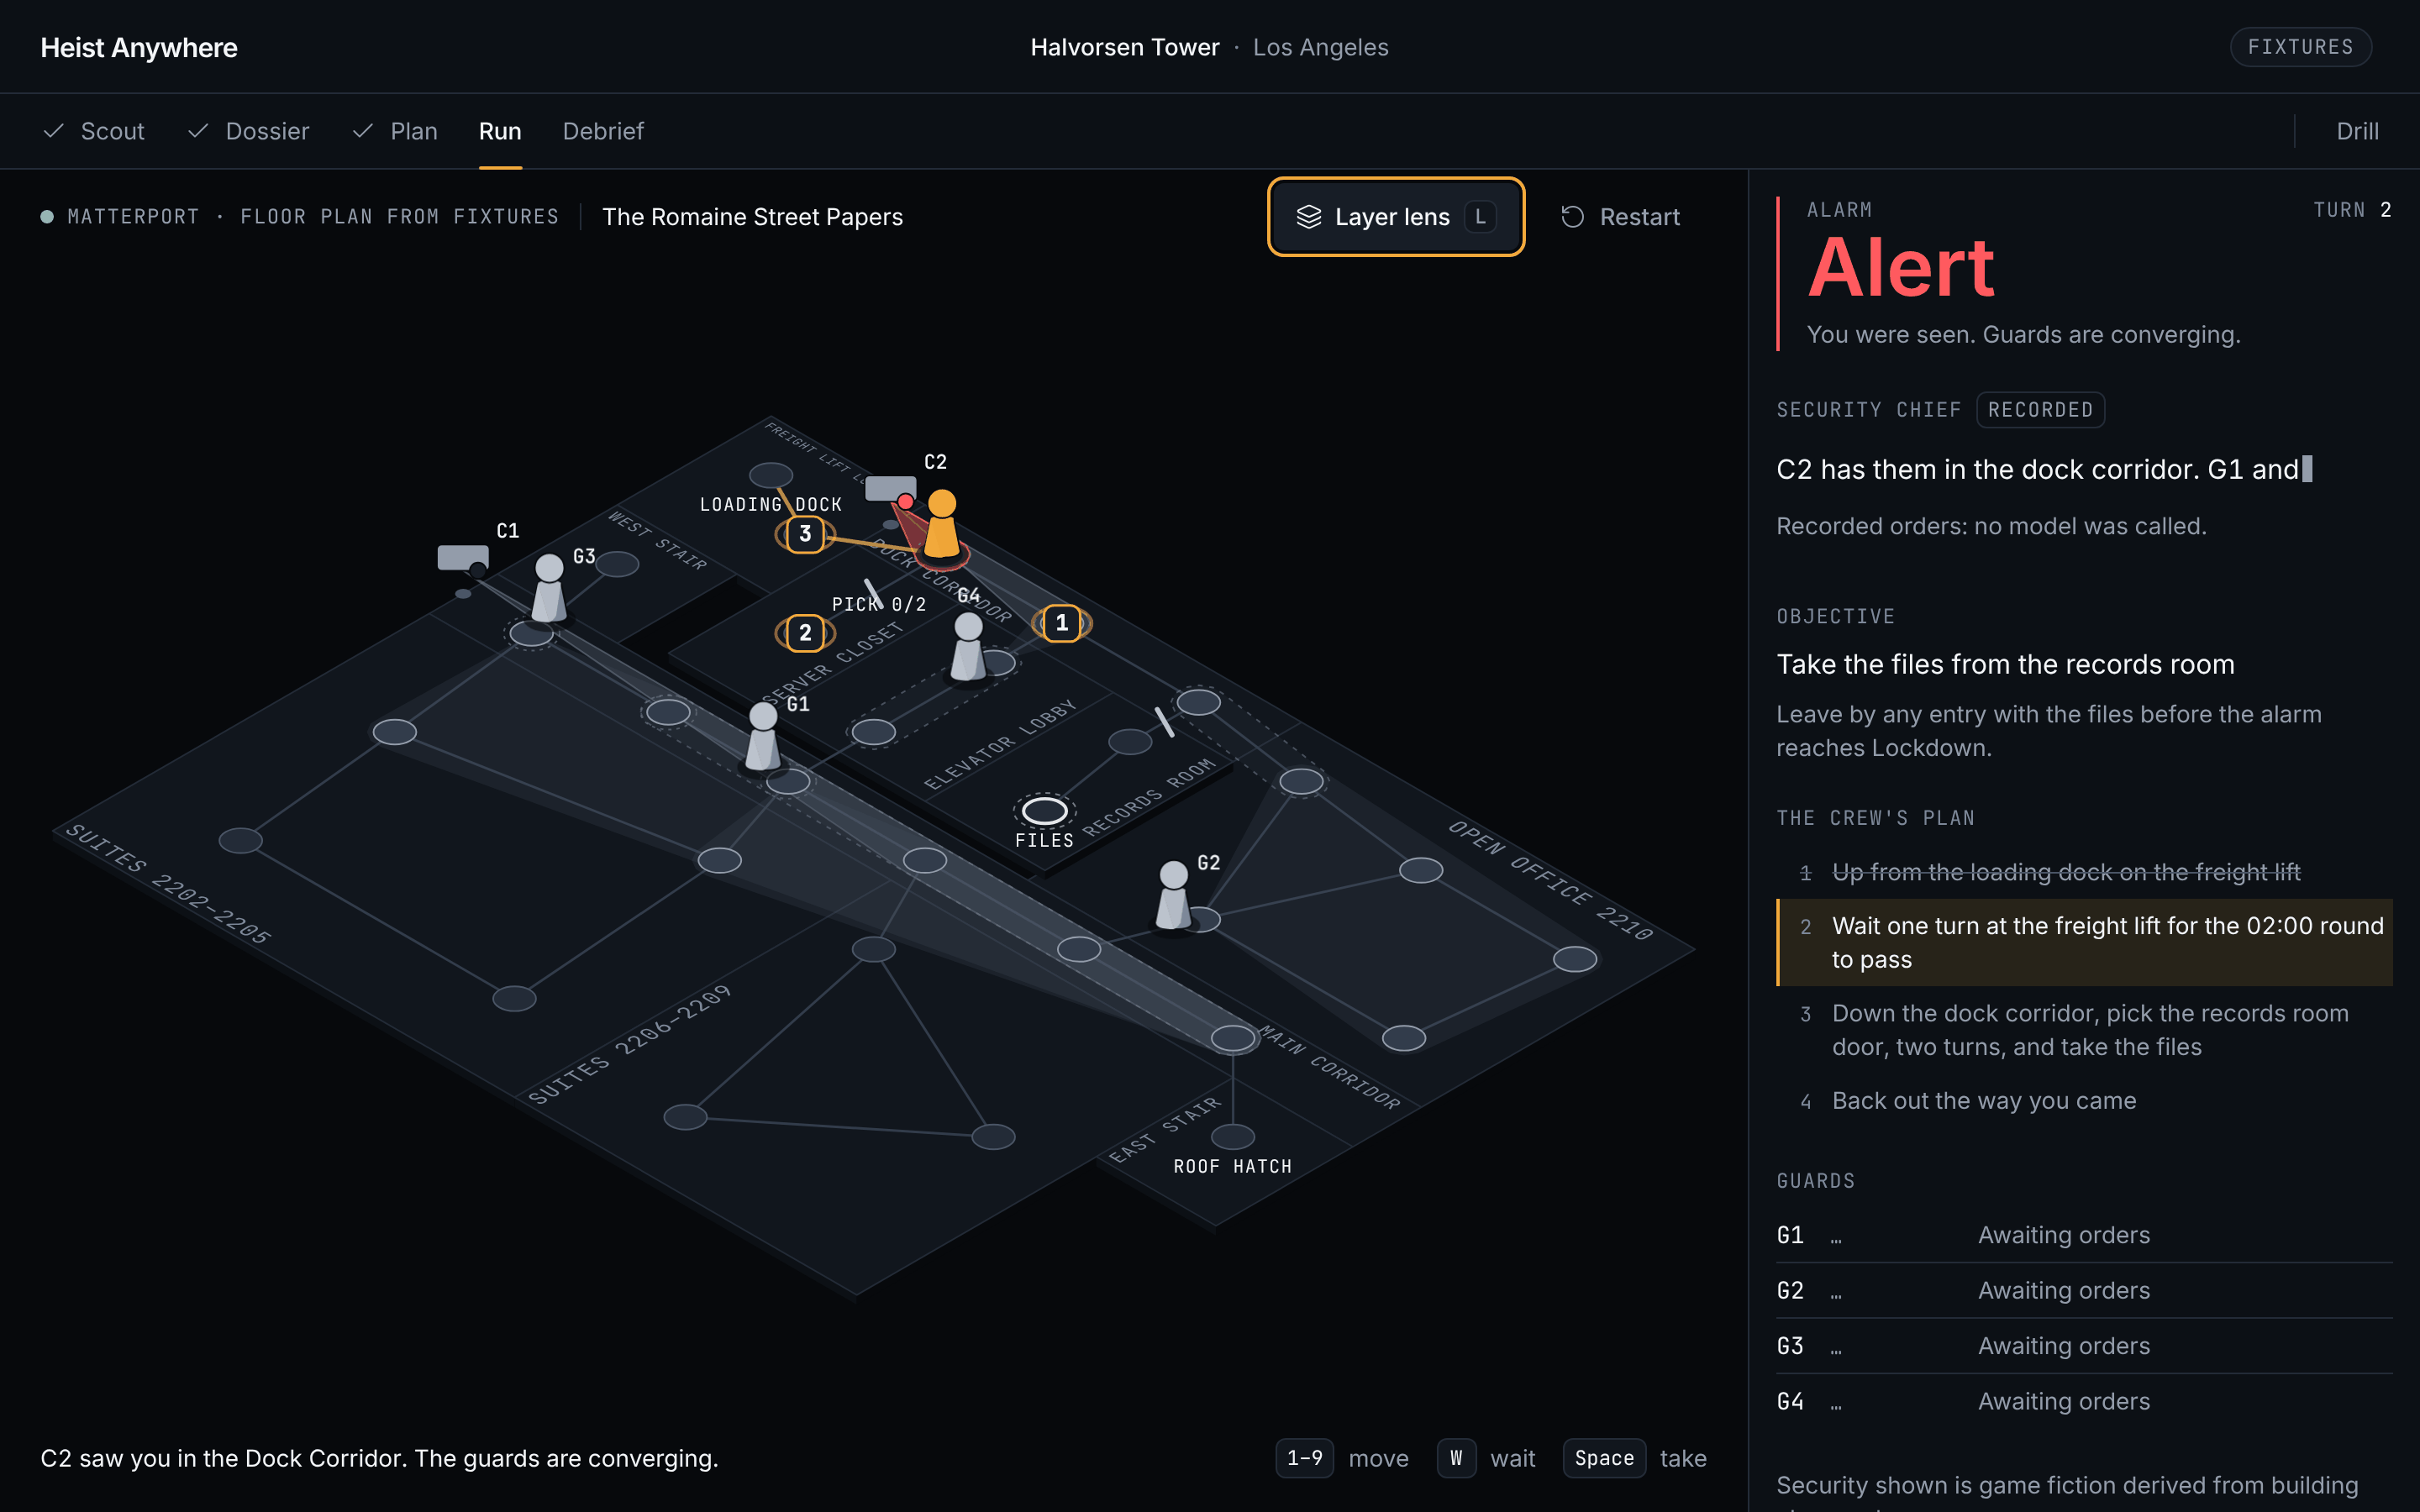 Heist Anywhere
Halvorsen Tower · Los Angeles
FIXTURES
Scout
Dossier
Plan
Run
Debrief
Drill
MATTERPORT · FLOOR PLAN FROM FIXTURES
The Romaine Street Papers
Layer lens L
Restart
FREIGHT LIFT
C2
LOADING DOCK
3
WEST STAIR
C1
G3
DOCK CORRIDOR
PICK 0/2
G4
1
2
SERVER CLOSET
G1
ELEVATOR LOBBY
RECORDS ROOM
FILES
OPEN OFFICE 2210
SUITES 2202–2205
G2
SUITES 2206–2209
MAIN CORRIDOR
EAST STAIR
ROOF HATCH
C2 saw you in the Dock Corridor. The guards are converging.
1–9 move
W wait
Space take
ALARM
TURN 2
Alert
You were seen. Guards are converging.
SECURITY CHIEF RECORDED
C2 has them in the dock corridor. G1 and
Recorded orders: no model was called.
OBJECTIVE
Take the files from the records room
Leave by any entry with the files before the alarm
reaches Lockdown.
THE CREW'S PLAN
1 Up from the loading dock on the freight lift
2 Wait one turn at the freight lift for the 02:00 round
to pass
3 Down the dock corridor, pick the records room
door, two turns, and take the files
4 Back out the way you came
GUARDS
G1 … Awaiting orders
G2 … Awaiting orders
G3 … Awaiting orders
G4 … Awaiting orders
Security shown is game fiction derived from building